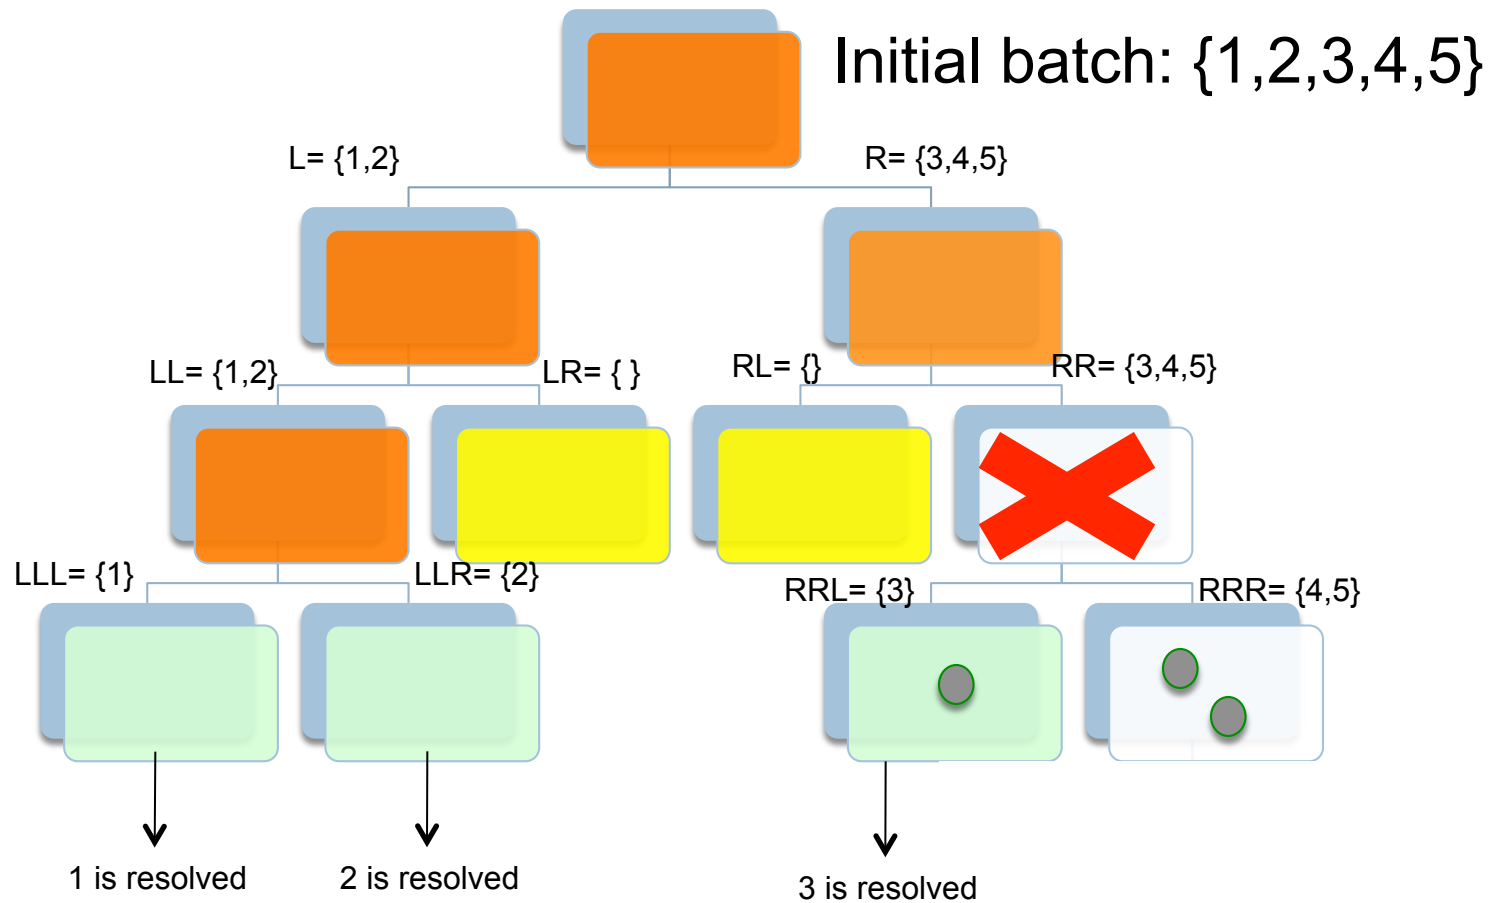 Initial batch: {1,2,3,4,5}
L= {1,2}
R= {3,4,5}
LL= {1,2}
LR= { }
RL= {}
RR= {3,4,5}
LLL= {1}
LLR= {2}
RRL= {3}
RRR= {4,5}
1 is resolved
2 is resolved
3 is resolved